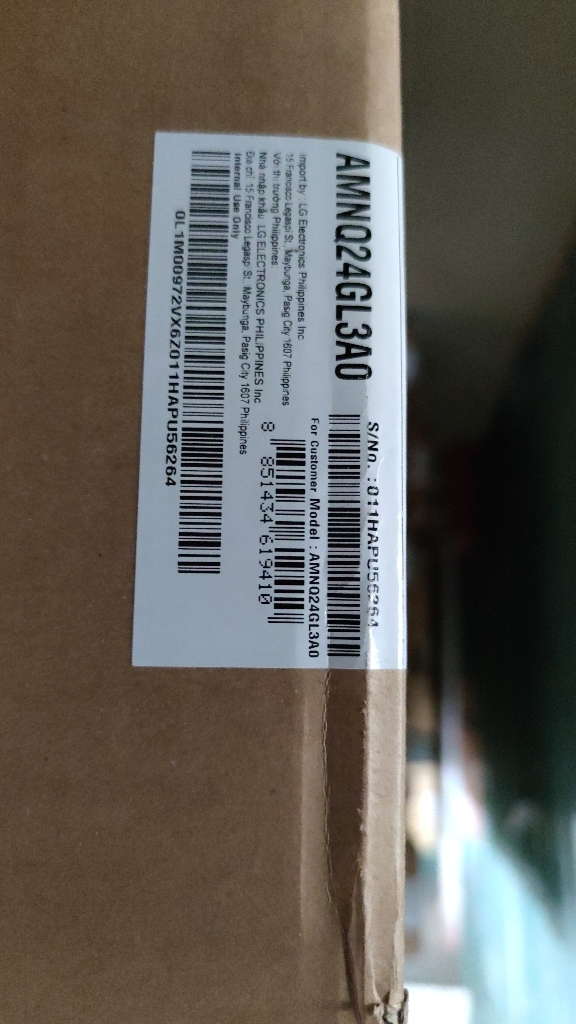 AMNQ24GL3A0
S/No. :011HAPU56264
For Customer Model : AMNQ24GL3A0
Import by : LG Electronics Philippines Inc
15 Francisco Legaspi St. Maybunga, Pasig City 1607 Philippines
Với thị trường Philippines:
Nhà nhập khẩu: LG ELECTRONICS PHILIPPINES Inc
Địa chỉ: 15 Francisco Legaspi St. Maybunga, Pasig City 1607 Philippines
Internal Use Only
8 851434 619410
0L1M00972VX6Z011HAPU56264